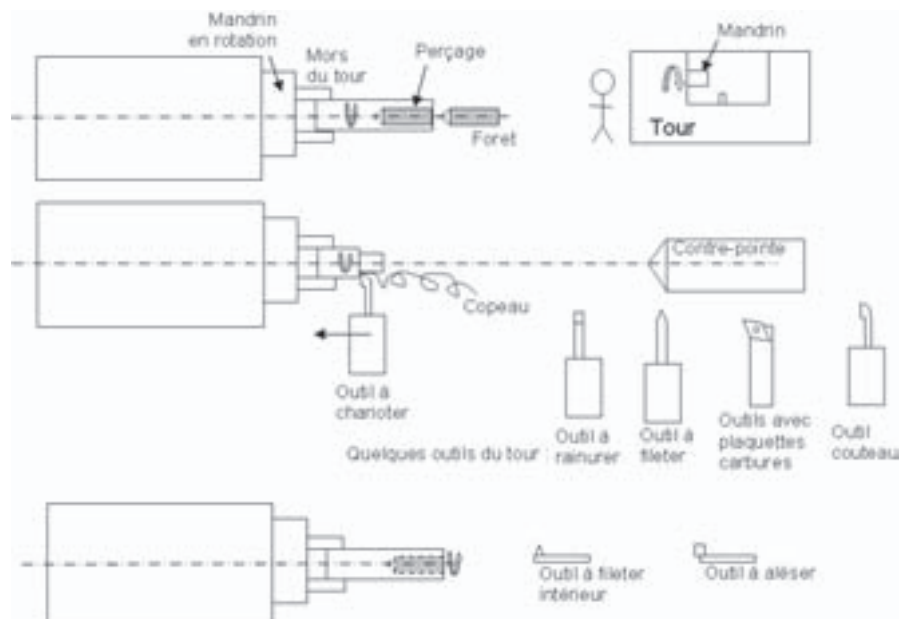 Mandrin
en rotation
Mors
du tour
Perçage
Foret
Mandrin
Tour
Contre-pointe
Copeau
Outil à
charioter
Quelques outils du tour :
Outil à
rainurer
Outil à
fileter
Outils avec
plaquettes
carbures
Outil
couteau
Outil à fileter
intérieur
Outil à aléser